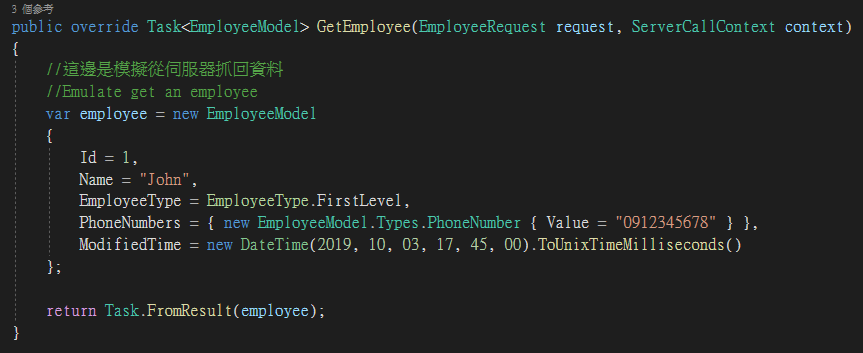 3 個參考
public override Task<EmployeeModel> GetEmployee(EmployeeRequest request, ServerCallContext context)
{
    //這邊是模擬從伺服器抓回資料
    //Emulate get an employee
    var employee = new EmployeeModel
    {
        Id = 1,
        Name = "John",
        EmployeeType = EmployeeType.FirstLevel,
        PhoneNumbers = { new EmployeeModel.Types.PhoneNumber { Value = "0912345678" } },
        ModifiedTime = new DateTime(2019, 10, 03, 17, 45, 00).ToUnixTimeMilliseconds()
    };
    return Task.FromResult(employee);
}